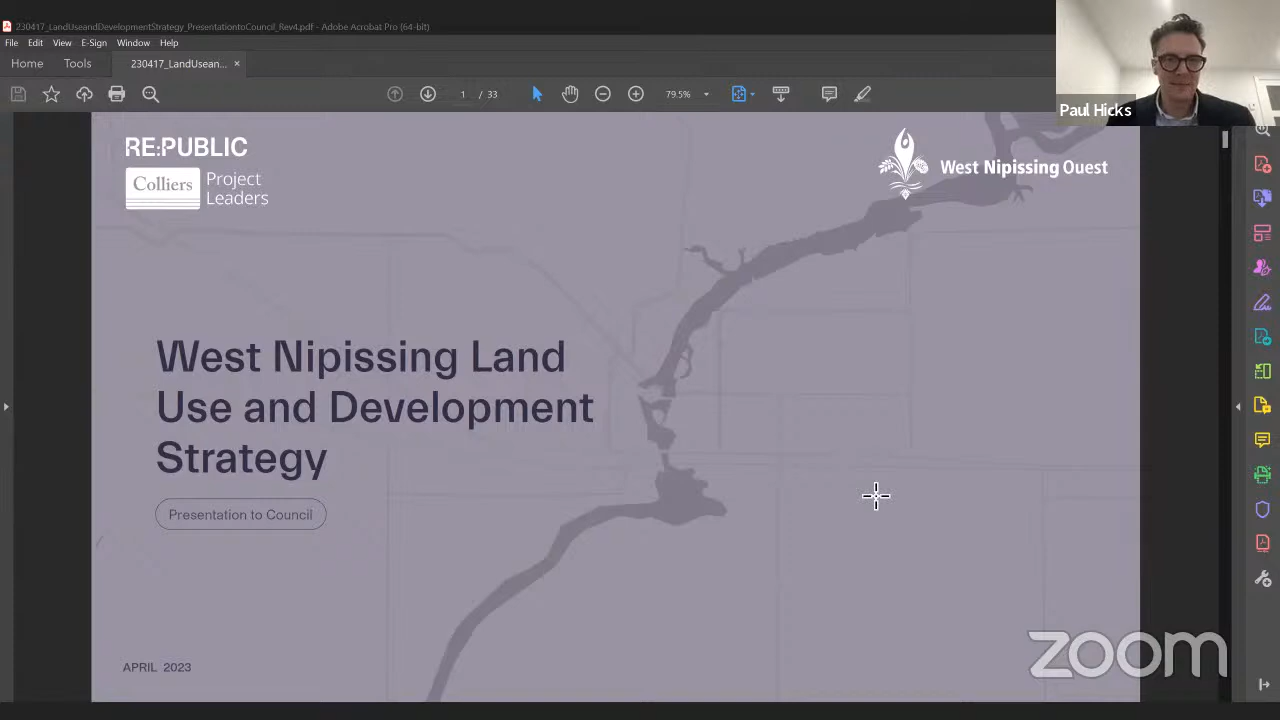 230417_LandUseandDevelopmentStrategy_PresentationtoCouncil_Rev4.pdf - Adobe Acrobat Pro (64-bit)
File Edit View E-Sign Window Help
Home Tools 230417_LandUsean... ×
1 / 33 79.5%
Paul Hicks
RE:PUBLIC
Colliers Project Leaders
West Nipissing Ouest
West Nipissing Land
Use and Development
Strategy
Presentation to Council
APRIL 2023
zoom